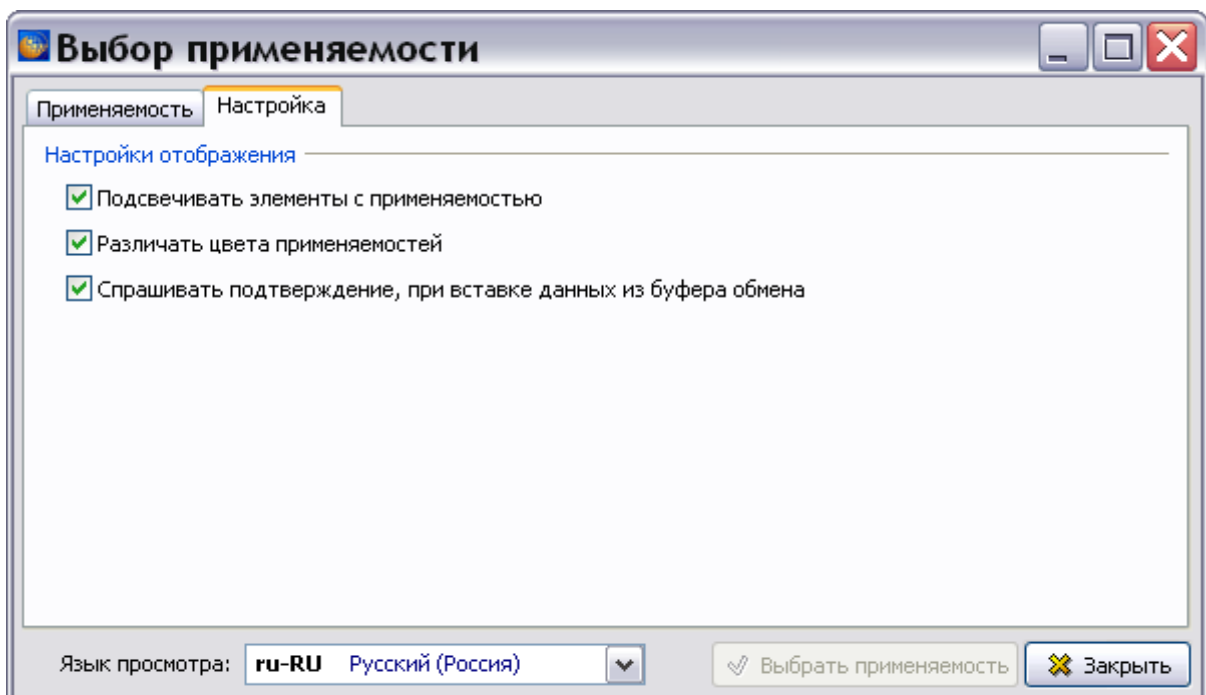 Выбор применяемости
Применяемость Настройка
Настройки отображения
Подсвечивать элементы с применяемостью
Различать цвета применяемостей
Спрашивать подтверждение, при вставке данных из буфера обмена
Язык просмотра: ru-RU Русский (Россия) Выбрать применяемость Закрыть